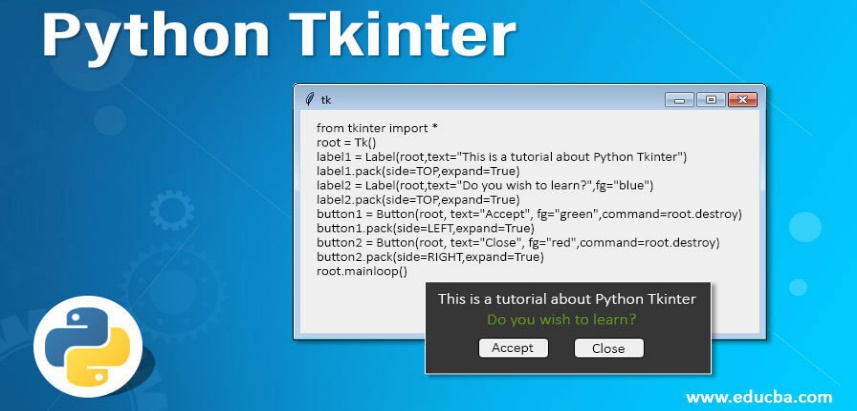 Python Tkinter
tk
from tkinter import *
root = Tk()
label1 = Label(root,text="This is a tutorial about Python Tkinter")
label1.pack(side=TOP,expand=True)
label2 = Label(root,text="Do you wish to learn?",fg="blue")
label2.pack(side=TOP,expand=True)
button1 = Button(root, text="Accept", fg="green",command=root.destroy)
button1.pack(side=LEFT,expand=True)
button2 = Button(root, text="Close", fg="red",command=root.destroy)
button2.pack(side=RIGHT,expand=True)
root.mainloop()
This is a tutorial about Python Tkinter
Do you wish to learn?
Accept Close
www.educba.com